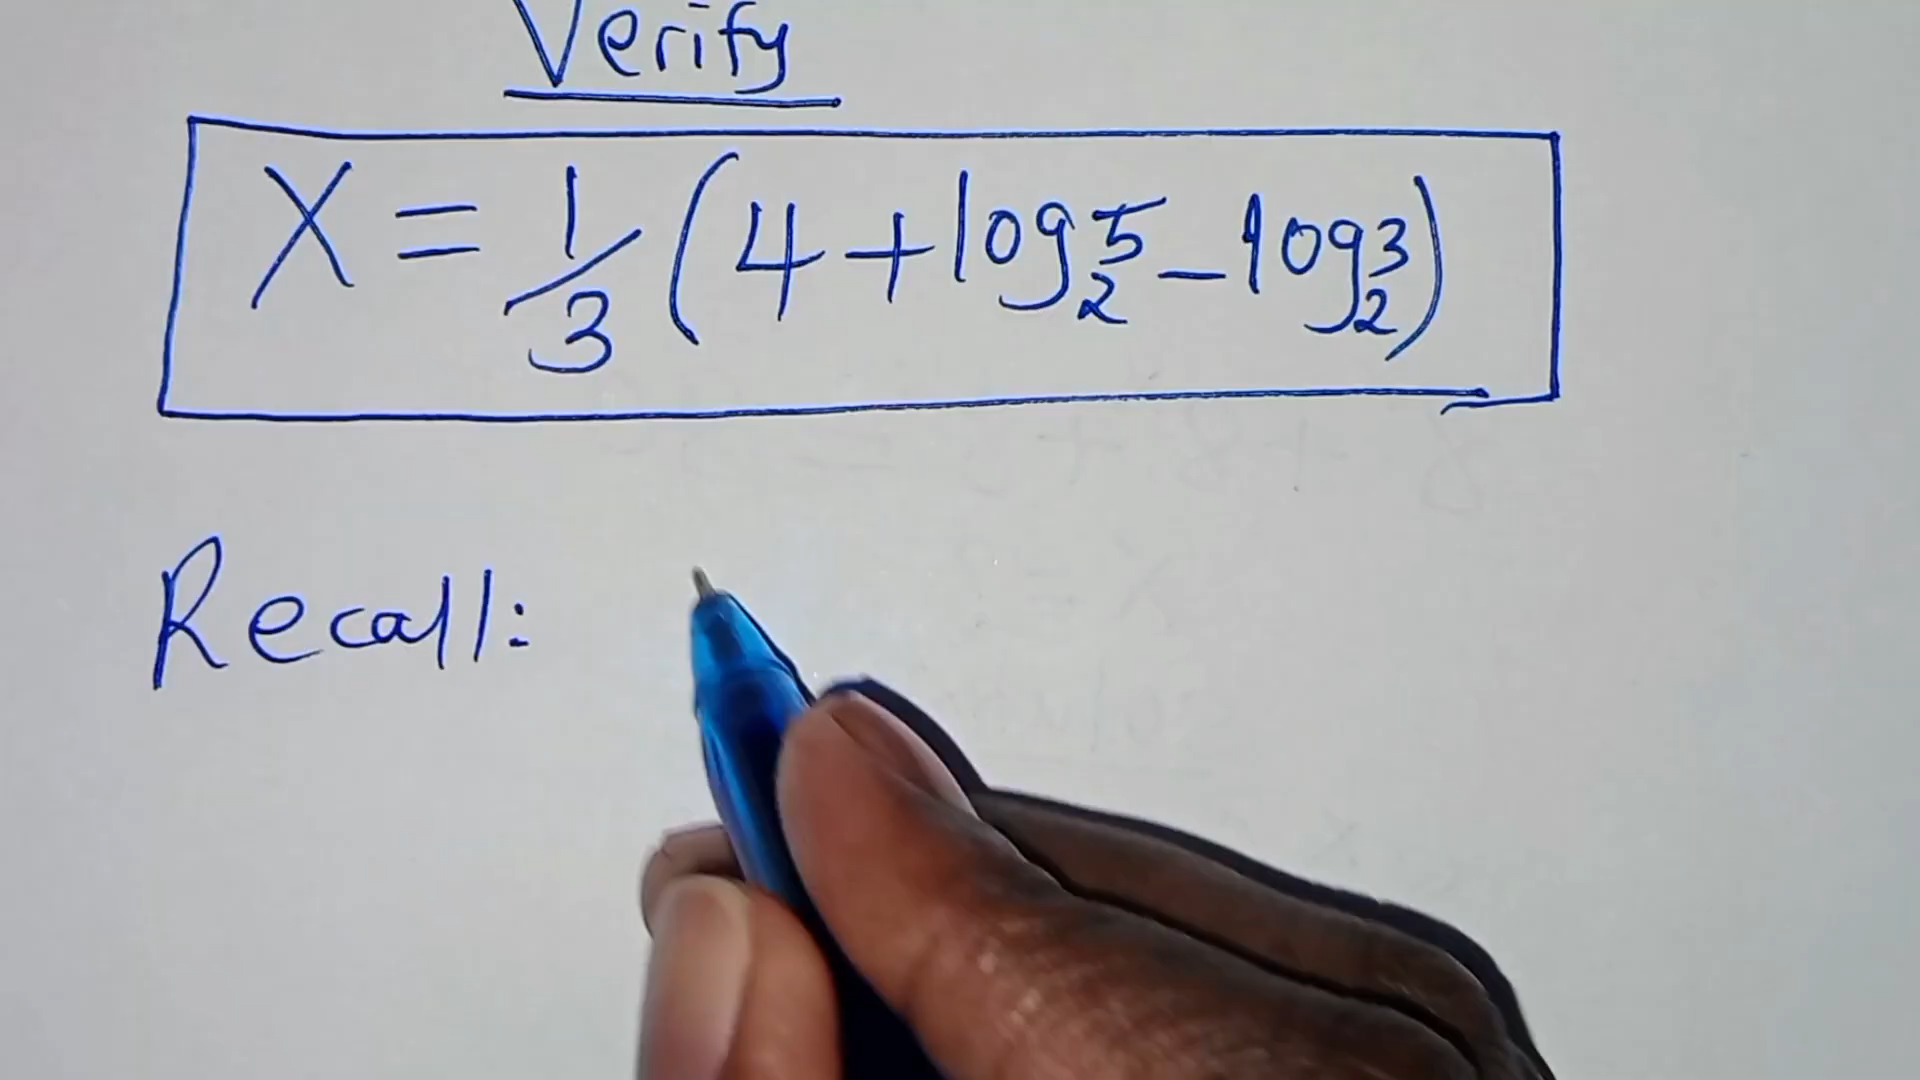 Verify
X = 1/3 (4 + log₂5 - log₂3)
Recall: